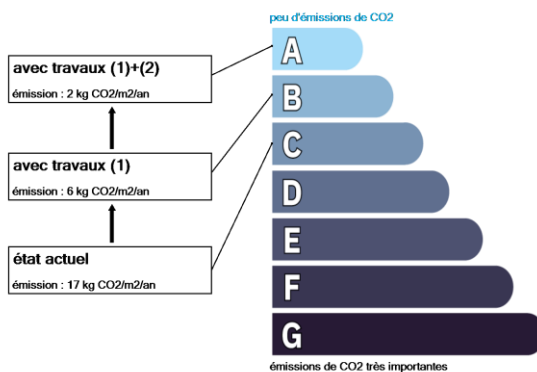 peu d'émissions de CO2
avec travaux (1)+(2)
émission : 2 kg CO2/m2/an
avec travaux (1)
émission : 6 kg CO2/m2/an
état actuel
émission : 17 kg CO2/m2/an
A
B
C
D
E
F
G
émissions de CO2 très importantes